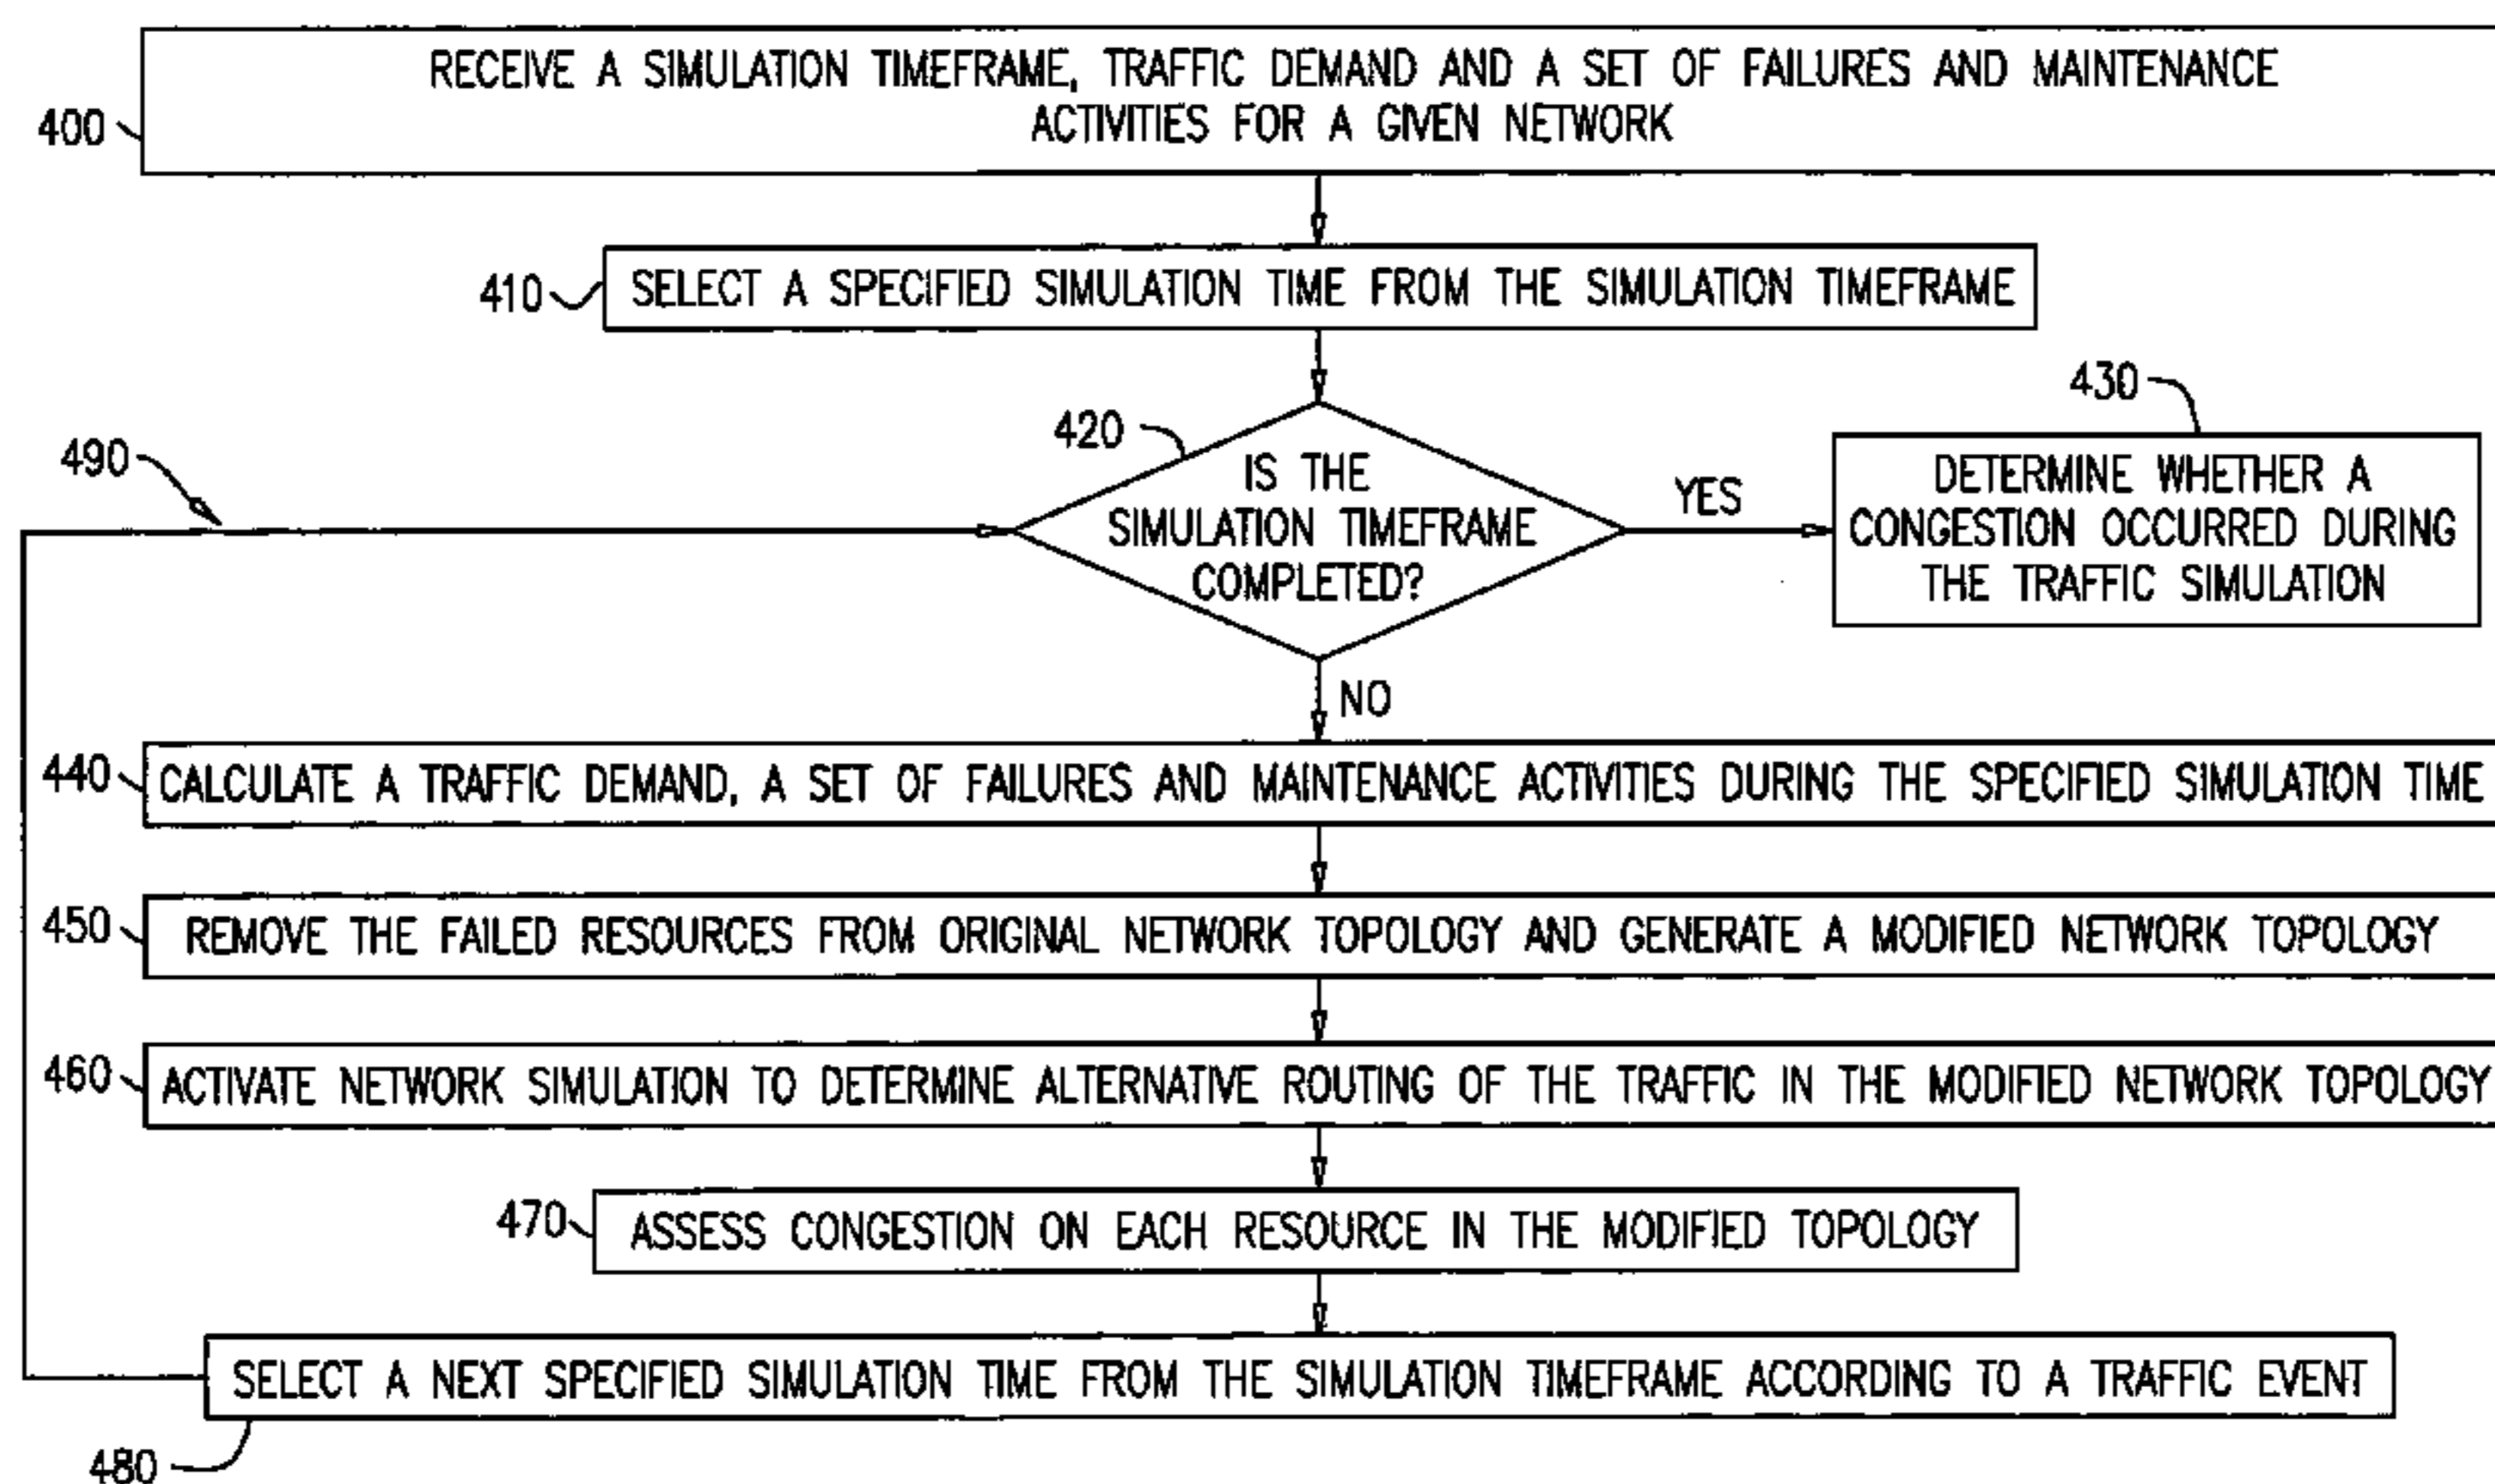 RECEIVE A SIMULATION TIMEFRAME, TRAFFIC DEMAND AND A SET OF FAILURES AND MAINTENANCE
ACTIVITIES FOR A GIVEN NETWORK
400
410
SELECT A SPECIFIED SIMULATION TIME FROM THE SIMULATION TIMEFRAME
430
420
490
IS THE
SIMULATION TIMEFRAME
COMPLETED?
YES
DETERMINE WHETHER A
CONGESTION OCCURRED DURING
THE TRAFFIC SIMULATION
NO
440
CALCULATE A TRAFFIC DEMAND, A SET OF FAILURES AND MAINTENANCE ACTIVITIES DURING THE SPECIFIED SIMULATION TIME
450
REMOVE THE FAILED RESOURCES FROM ORIGINAL NETWORK TOPOLOGY AND GENERATE A MODIFIED NETWORK TOPOLOGY
460
ACTIVATE NETWORK SIMULATION TO DETERMINE ALTERNATIVE ROUTING OF THE TRAFFIC IN THE MODIFIED NETWORK TOPOLOGY
470
ASSESS CONGESTION ON EACH RESOURCE IN THE MODIFIED TOPOLOGY
SELECT A NEXT SPECIFIED SIMULATION TIME FROM THE SIMULATION TIMEFRAME ACCORDING TO A TRAFFIC EVENT
480